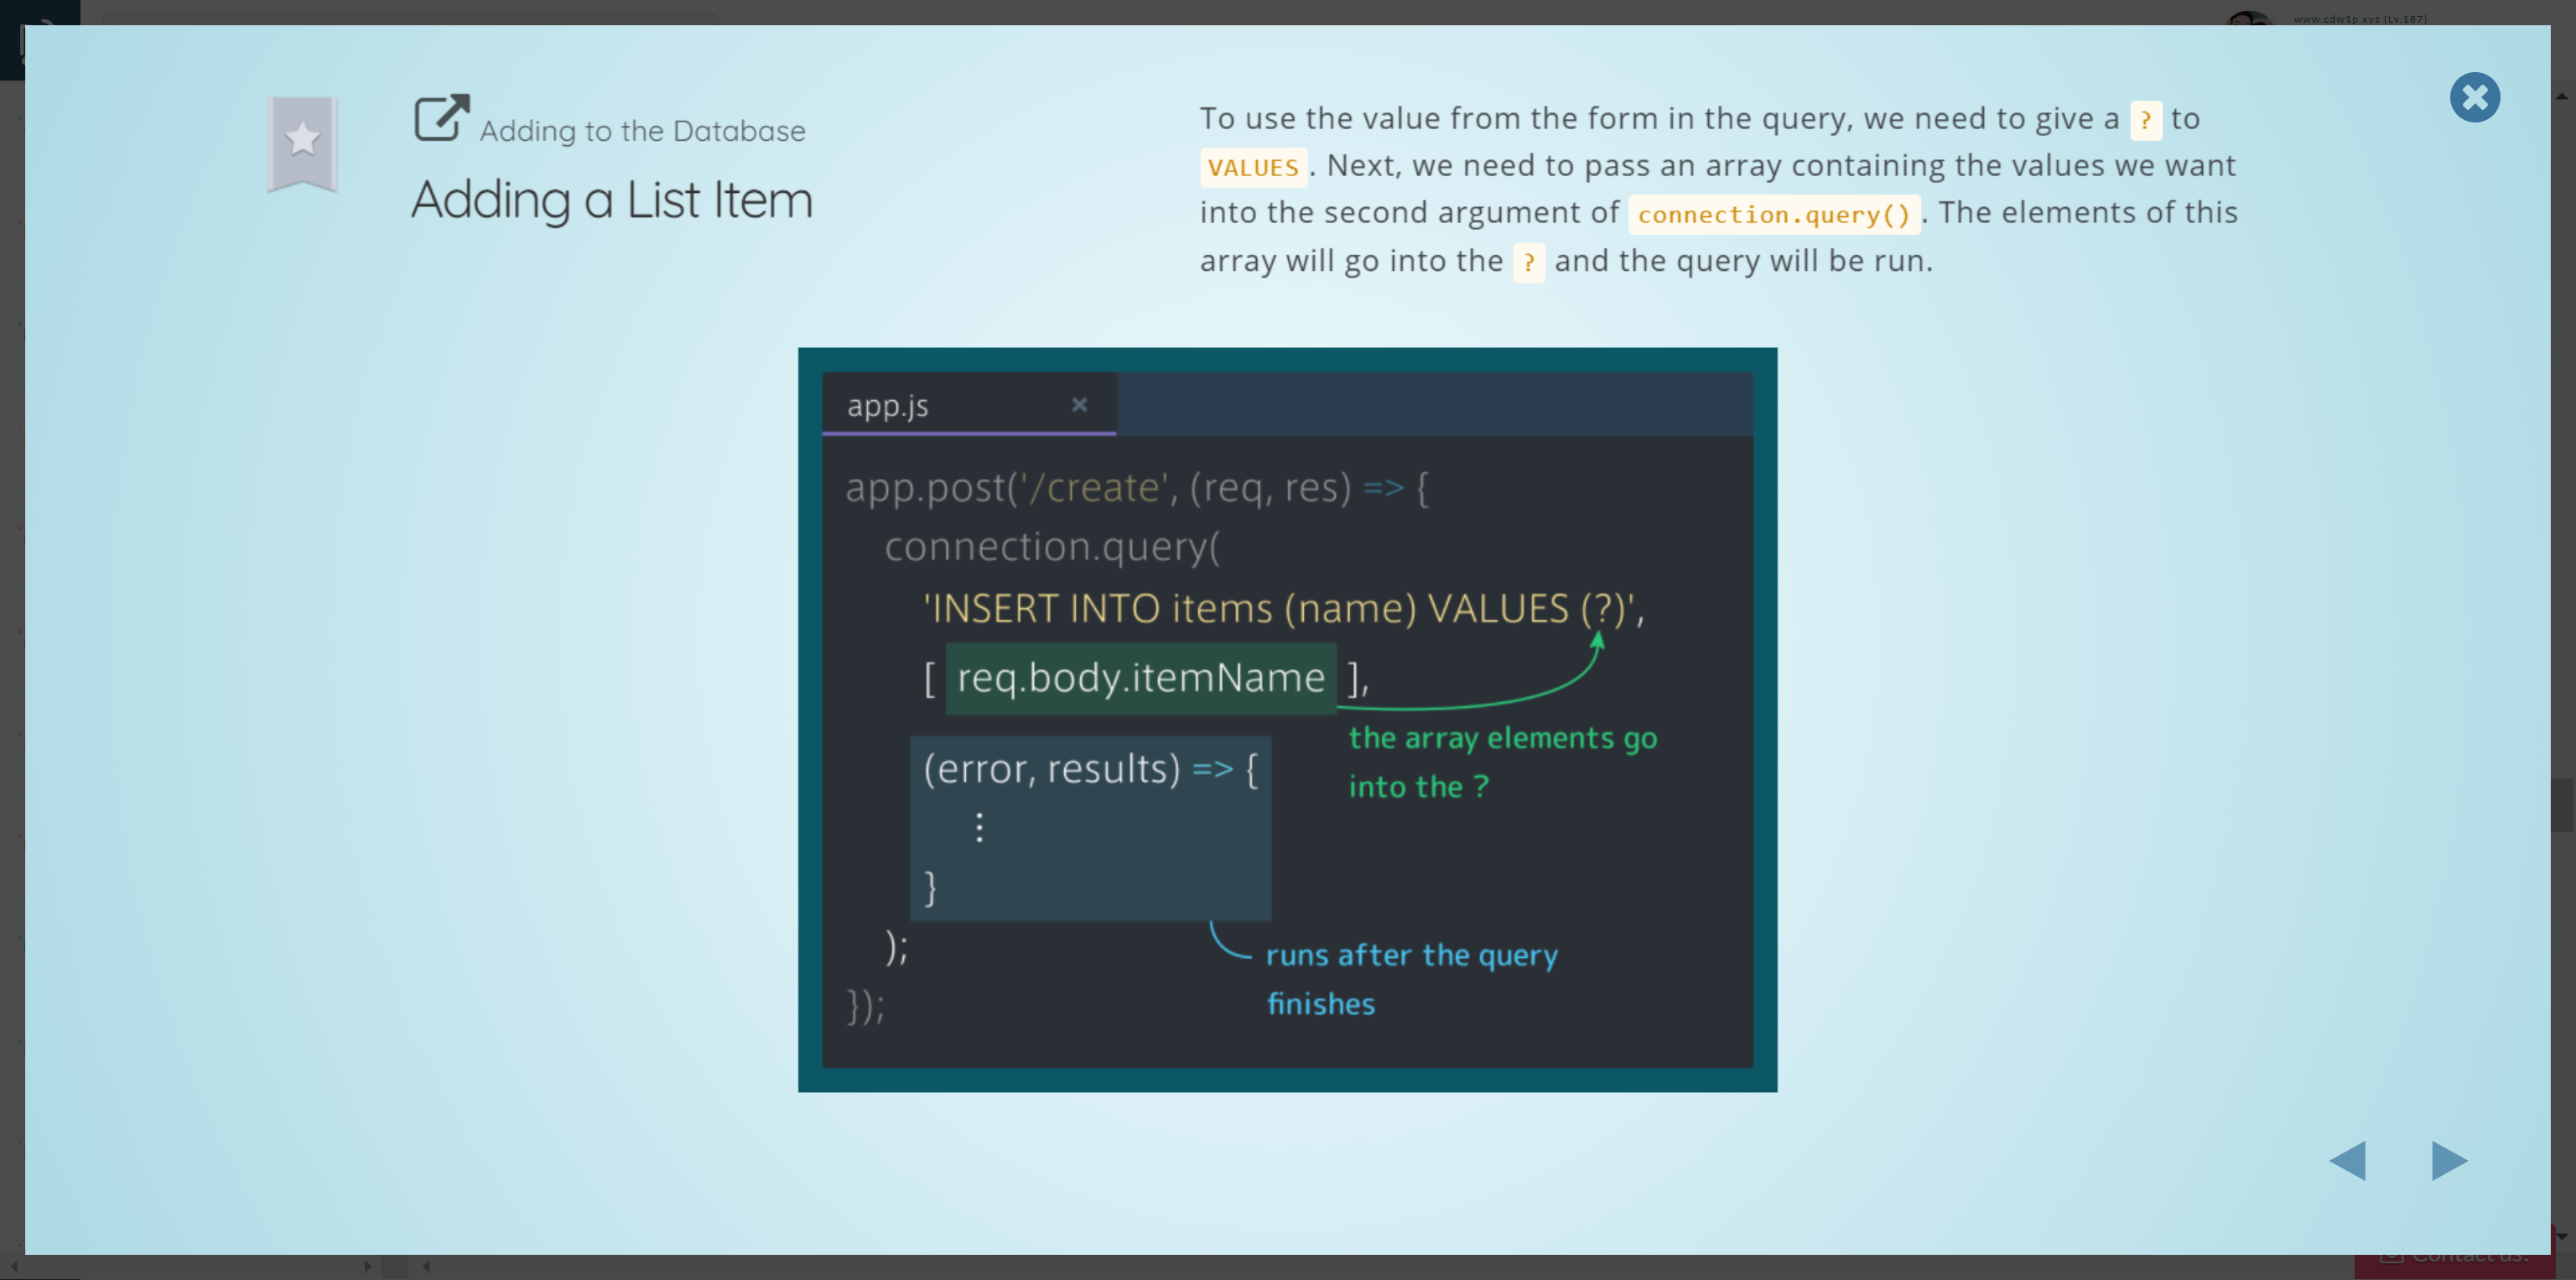 www.cdw1p.xyz (Lv.187)
Adding to the Database
Adding a List Item
To use the value from the form in the query, we need to give a ? to
VALUES . Next, we need to pass an array containing the values we want
into the second argument of connection.query() . The elements of this
array will go into the ? and the query will be run.
app.js
app.post('/create', (req, res) => {
connection.query(
'INSERT INTO items (name) VALUES (?)',
[ req.body.itemName ],
the array elements go
into the ?
(error, results) => {
⋮
}
);
runs after the query
finishes
});
Contact us!